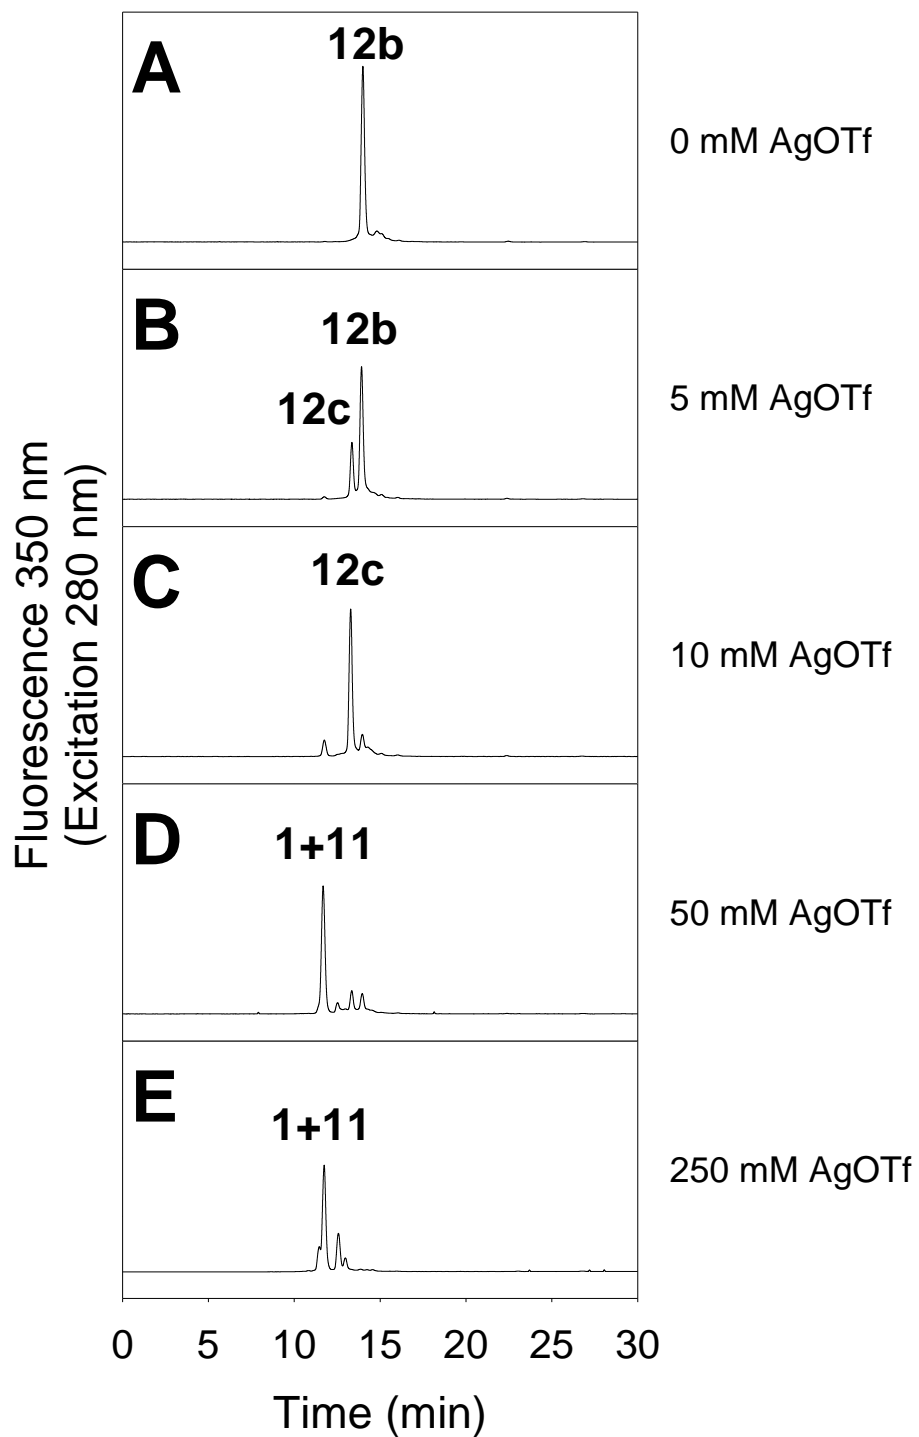 A
12b
0 mM AgOTf
B
12b
12c
5 mM AgOTf
C
12c
10 mM AgOTf
D
1+11
50 mM AgOTf
E
1+11
250 mM AgOTf
Fluorescence 350 nm
(Excitation 280 nm)
0 5 10 15 20 25 30
Time (min)